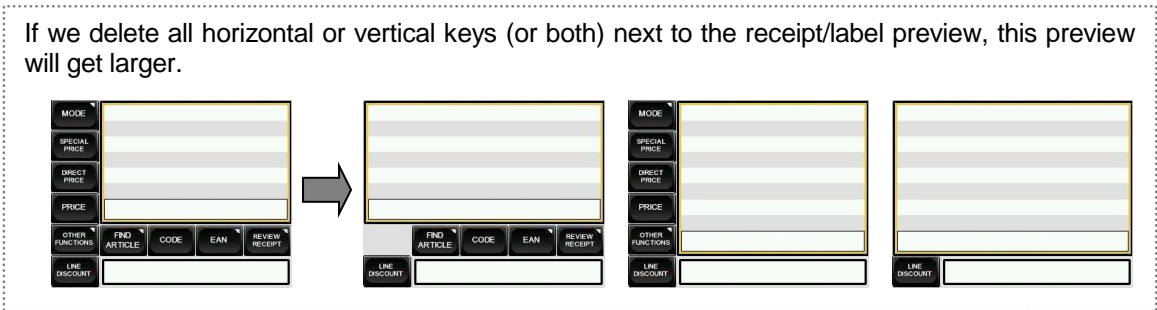 If we delete all horizontal or vertical keys (or both) next to the receipt/label preview, this preview
will get larger.
MODE
SPECIAL
PRICE
DIRECT
PRICE
PRICE
OTHER
FUNCTIONS
FIND
ARTICLE
CODE
EAN
REVIEW
RECEIPT
LINE
DISCOUNT
FIND
ARTICLE
CODE
EAN
REVIEW
RECEIPT
LINE
DISCOUNT
MODE
SPECIAL
PRICE
DIRECT
PRICE
PRICE
OTHER
FUNCTIONS
LINE
DISCOUNT
LINE
DISCOUNT